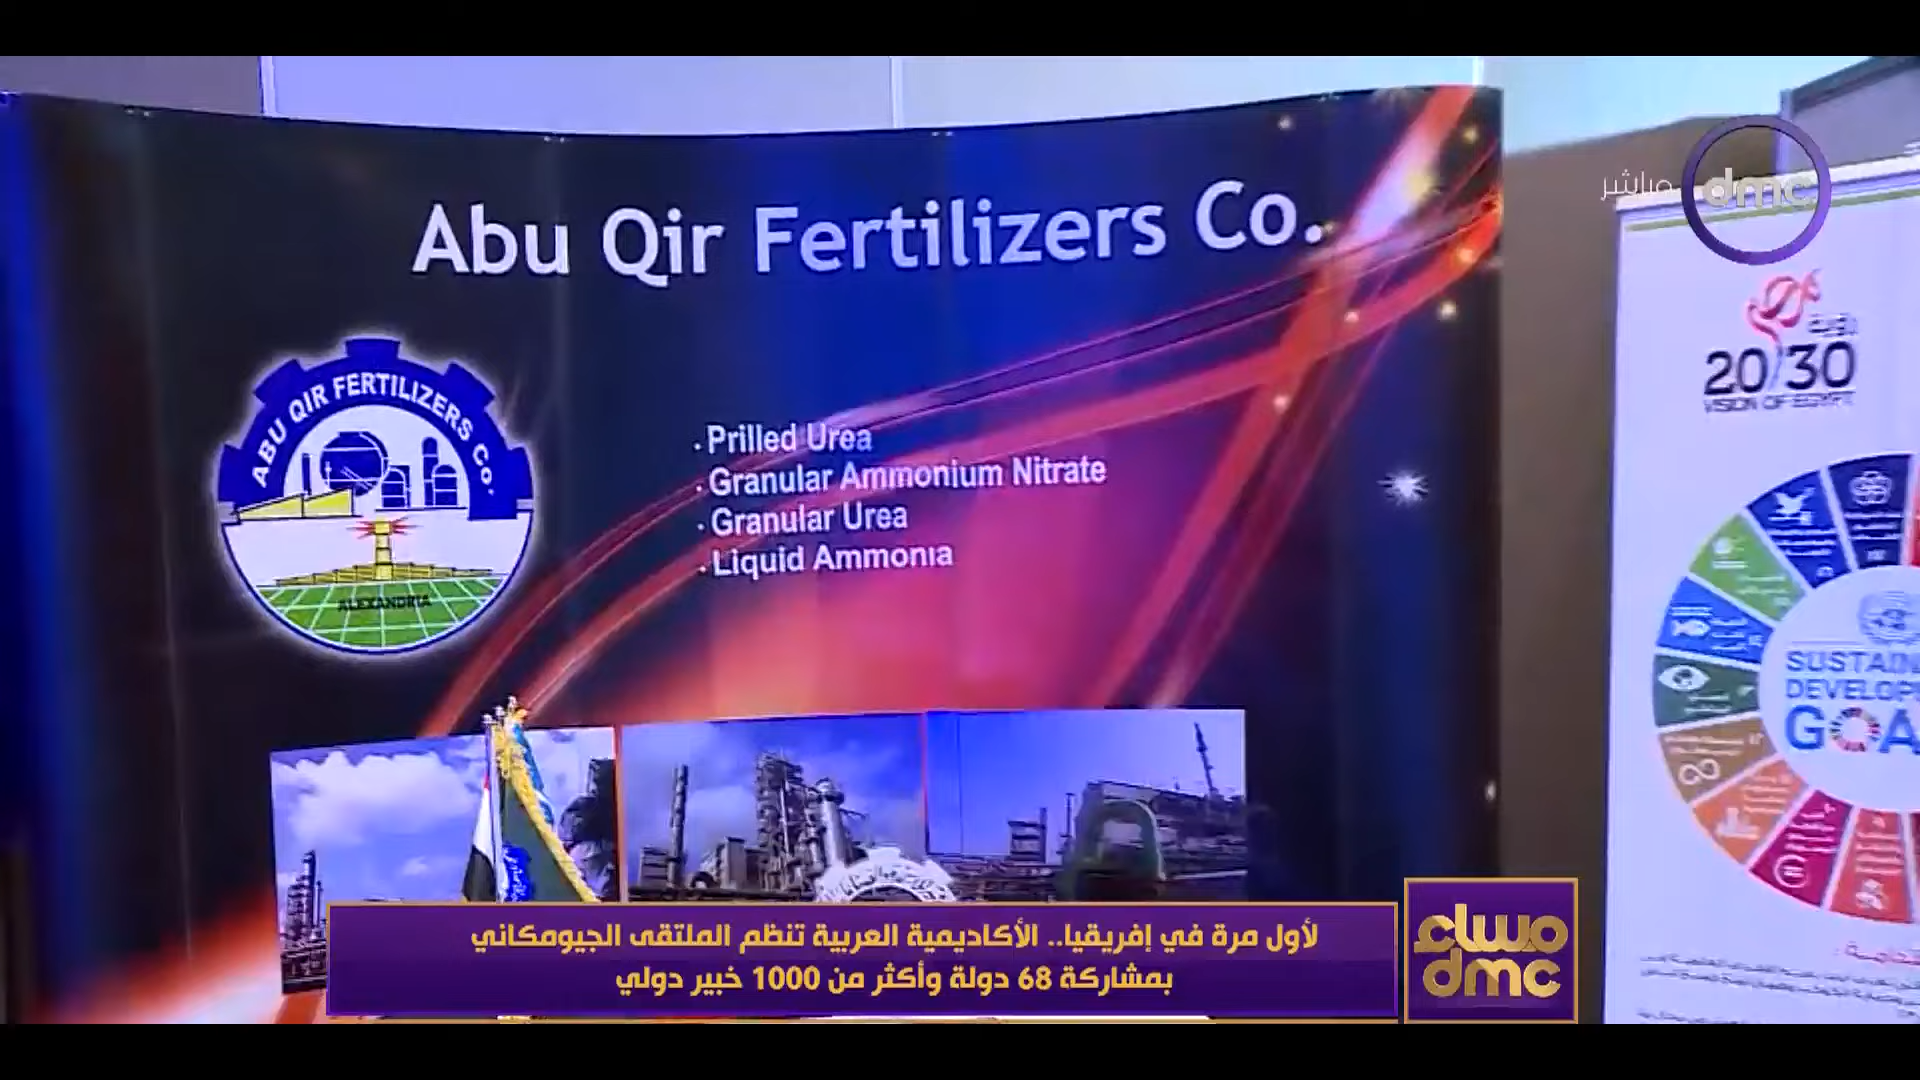 Abu Qir Fertilizers Co.
مباشر
dmc
ABU QIR FERTILIZERS Co.
ALEXANDRIA
. Prilled Urea
. Granular Ammonium Nitrate
. Granular Urea
. Liquid Ammonia
2030
VISION OF EGYPT
SUSTAIN
DEVELOP
GOA
لأول مرة في إفريقيا.. الأكاديمية العربية تنظم الملتقى الجيومكاني
بمشاركة 68 دولة وأكثر من 1000 خبير دولي
مساء
dmc